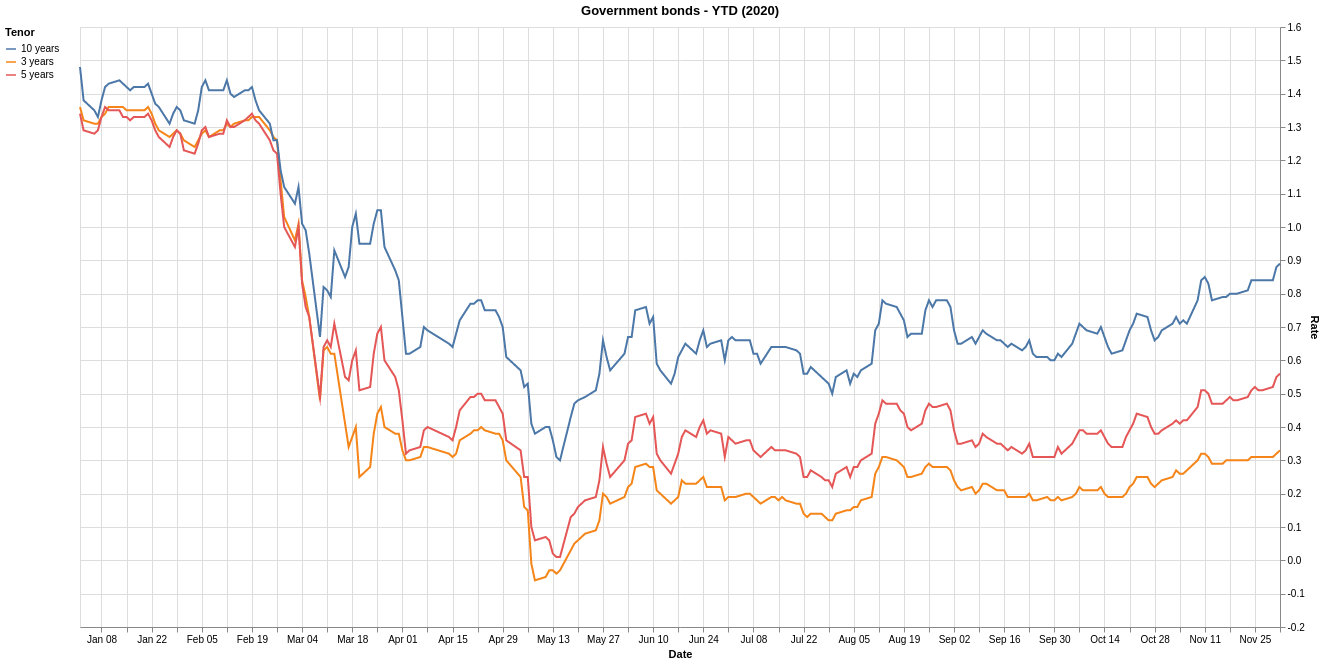 Government bonds - YTD (2020)
Tenor
10 years
3 years
5 years
1.6
1.5
1.4
1.3
1.2
1.1
1.0
0.9
0.8
0.7
0.6
0.5
0.4
0.3
0.2
0.1
0.0
-0.1
-0.2
Rate
Jan 08 Jan 22 Feb 05 Feb 19 Mar 04 Mar 18 Apr 01 Apr 15 Apr 29 May 13 May 27 Jun 10 Jun 24 Jul 08 Jul 22 Aug 05 Aug 19 Sep 02 Sep 16 Sep 30 Oct 14 Oct 28 Nov 11 Nov 25
Date